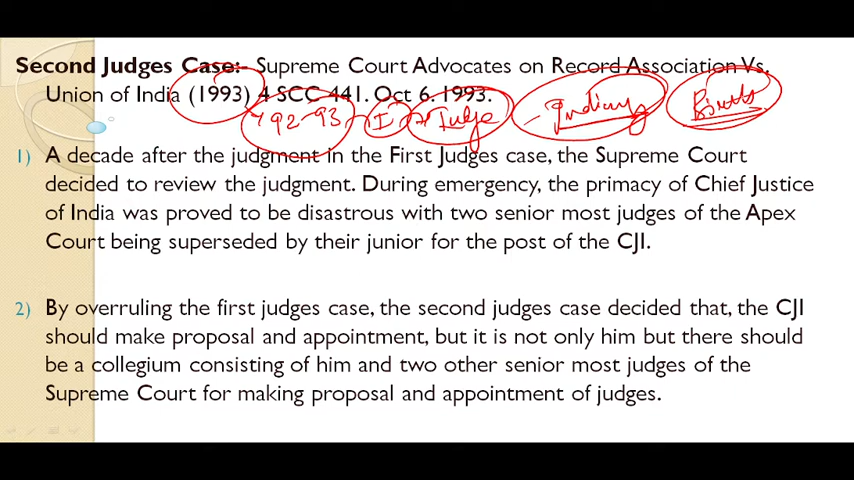 Second Judges Case:- Supreme Court Advocates on Record Association Vs.
Union of India (1993) 4 SCC 441. Oct 6. 1993.
92-93 - I Judge - Indira
1) A decade after the judgment in the First Judges case, the Supreme Court
decided to review the judgment. During emergency, the primacy of Chief Justice
of India was proved to be disastrous with two senior most judges of the Apex
Court being superseded by their junior for the post of the CJI.
2) By overruling the first judges case, the second judges case decided that, the CJI
should make proposal and appointment, but it is not only him but there should
be a collegium consisting of him and two other senior most judges of the
Supreme Court for making proposal and appointment of judges.